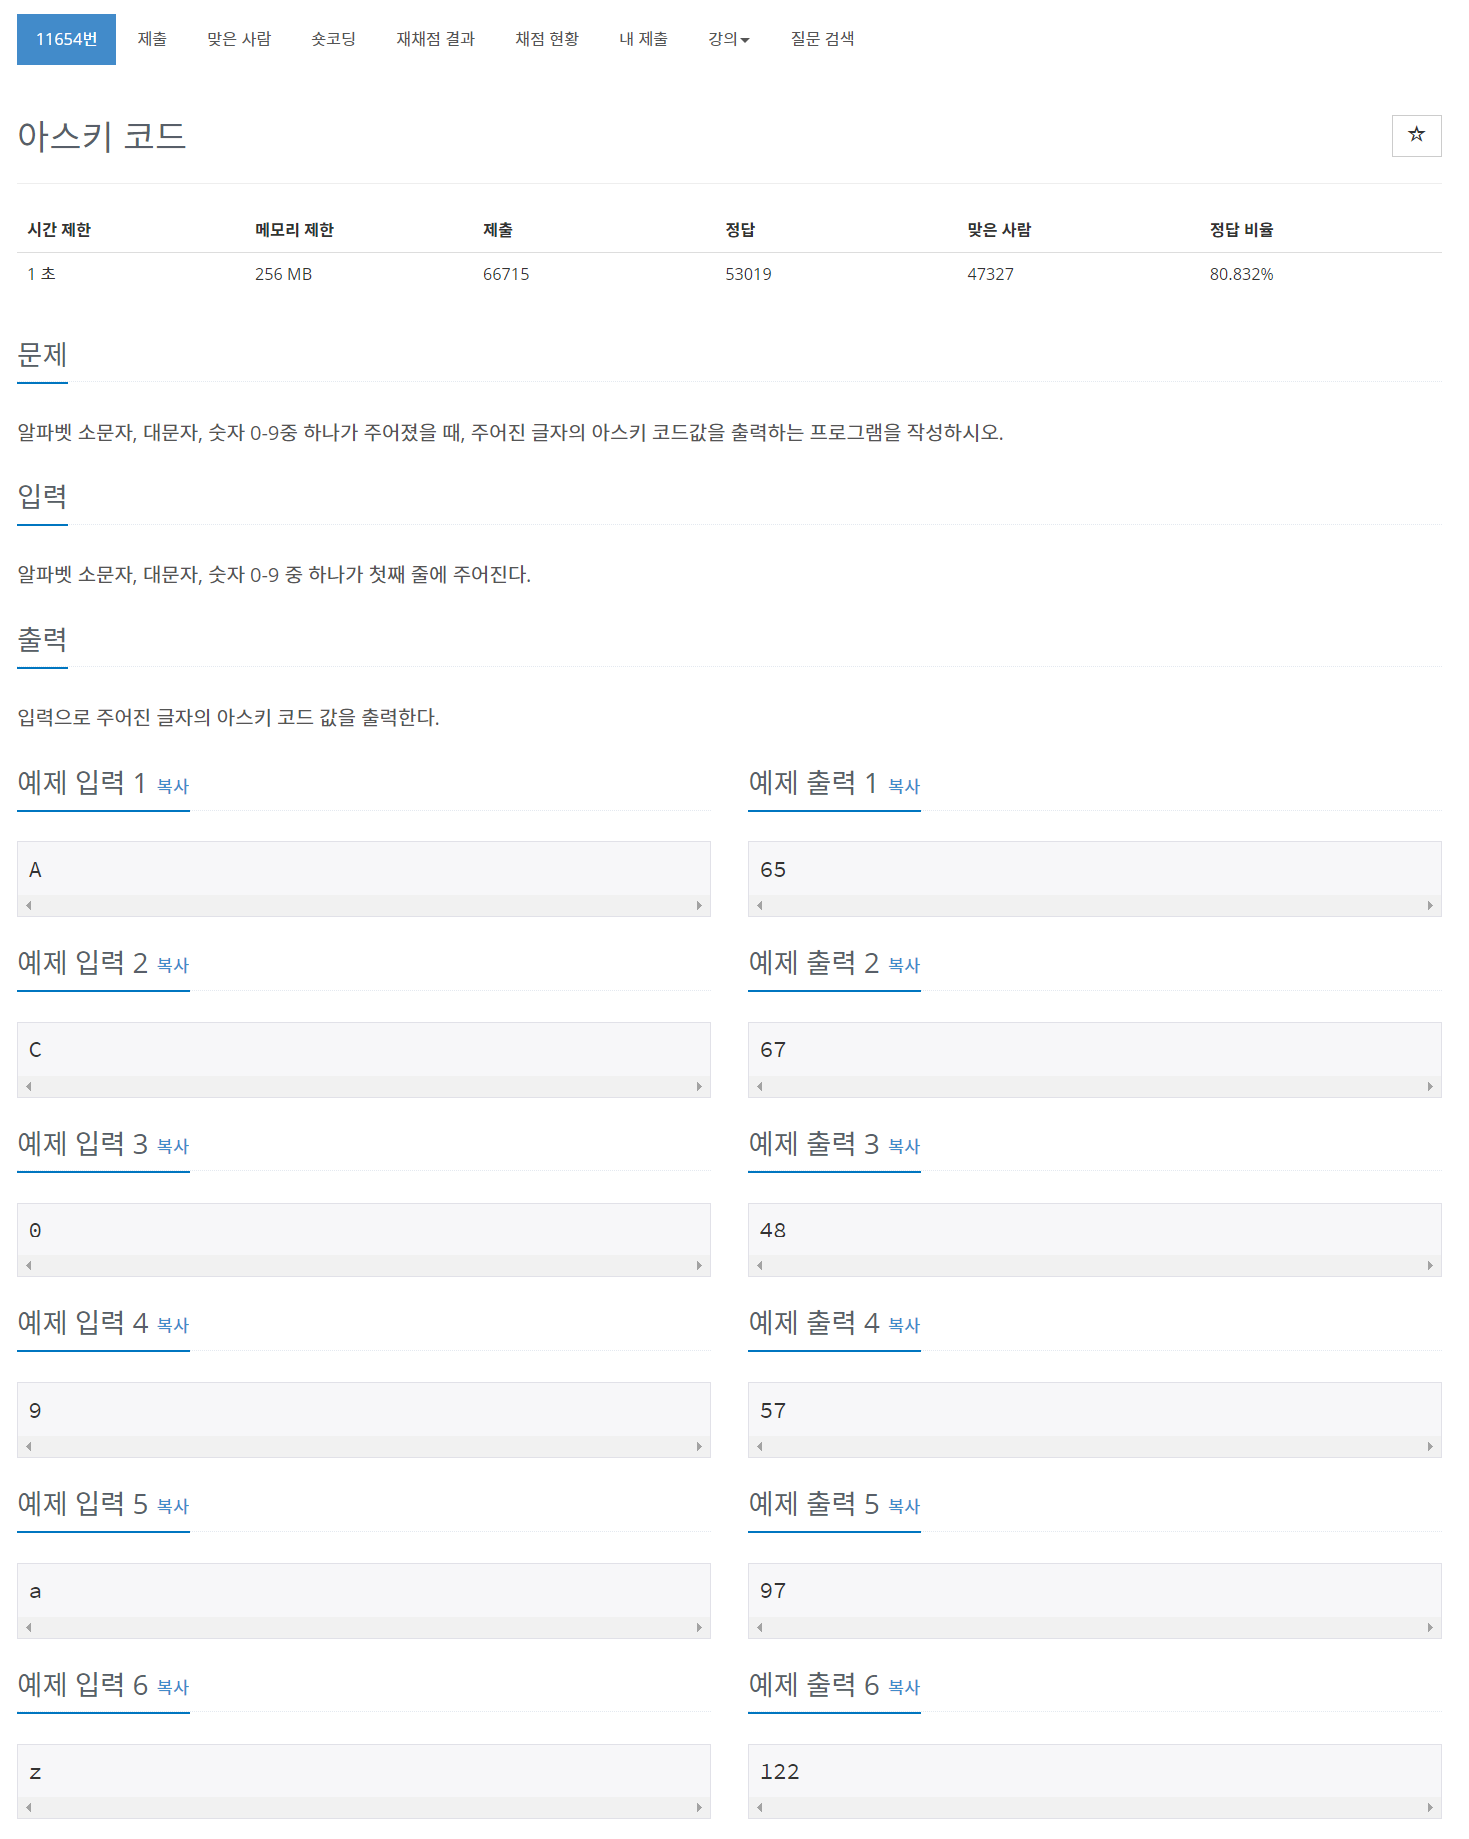 11654번 제출 맞은 사람 숏코딩 재채점 결과 채점 현황 내 제출 강의 질문 검색
아스키 코드
시간 제한 메모리 제한 제출 정답 맞은 사람 정답 비율
1 초 256 MB 66715 53019 47327 80.832%
문제
알파벳 소문자, 대문자, 숫자 0-9중 하나가 주어졌을 때, 주어진 글자의 아스키 코드값을 출력하는 프로그램을 작성하시오.
입력
알파벳 소문자, 대문자, 숫자 0-9 중 하나가 첫째 줄에 주어진다.
출력
입력으로 주어진 글자의 아스키 코드 값을 출력한다.
예제 입력 1 복사 예제 출력 1 복사
A 65
예제 입력 2 복사 예제 출력 2 복사
C 67
예제 입력 3 복사 예제 출력 3 복사
0 48
예제 입력 4 복사 예제 출력 4 복사
9 57
예제 입력 5 복사 예제 출력 5 복사
a 97
예제 입력 6 복사 예제 출력 6 복사
z 122